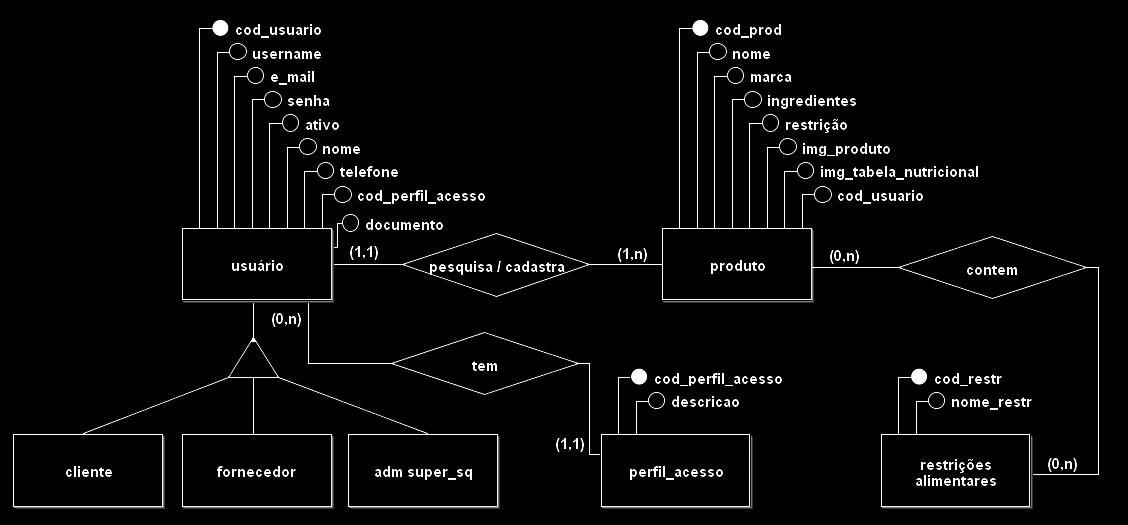 cod_usuario
username
e_mail
senha
ativo
nome
telefone
cod_perfil_acesso
documento
usuário
(1,1)
pesquisa / cadastra
(1,n)
cod_prod
nome
marca
ingredientes
restrição
img_produto
img_tabela_nutricional
cod_usuario
produto
(0,n)
contem
(0,n)
tem
(1,1)
cliente
fornecedor
adm super_sq
cod_perfil_acesso
descricao
perfil_acesso
cod_restr
nome_restr
restrições
alimentares
(0,n)